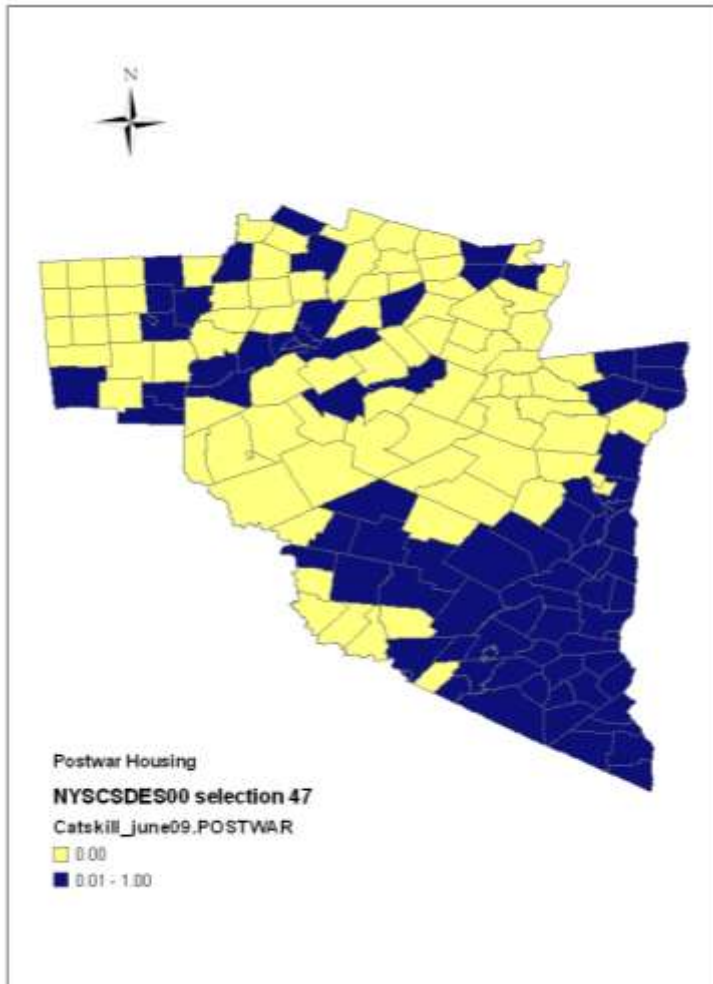 N
Postwar Housing
NYSCSDES00 selection 47
Catskill_june09.POSTWAR
0.00
0.01 - 1.00